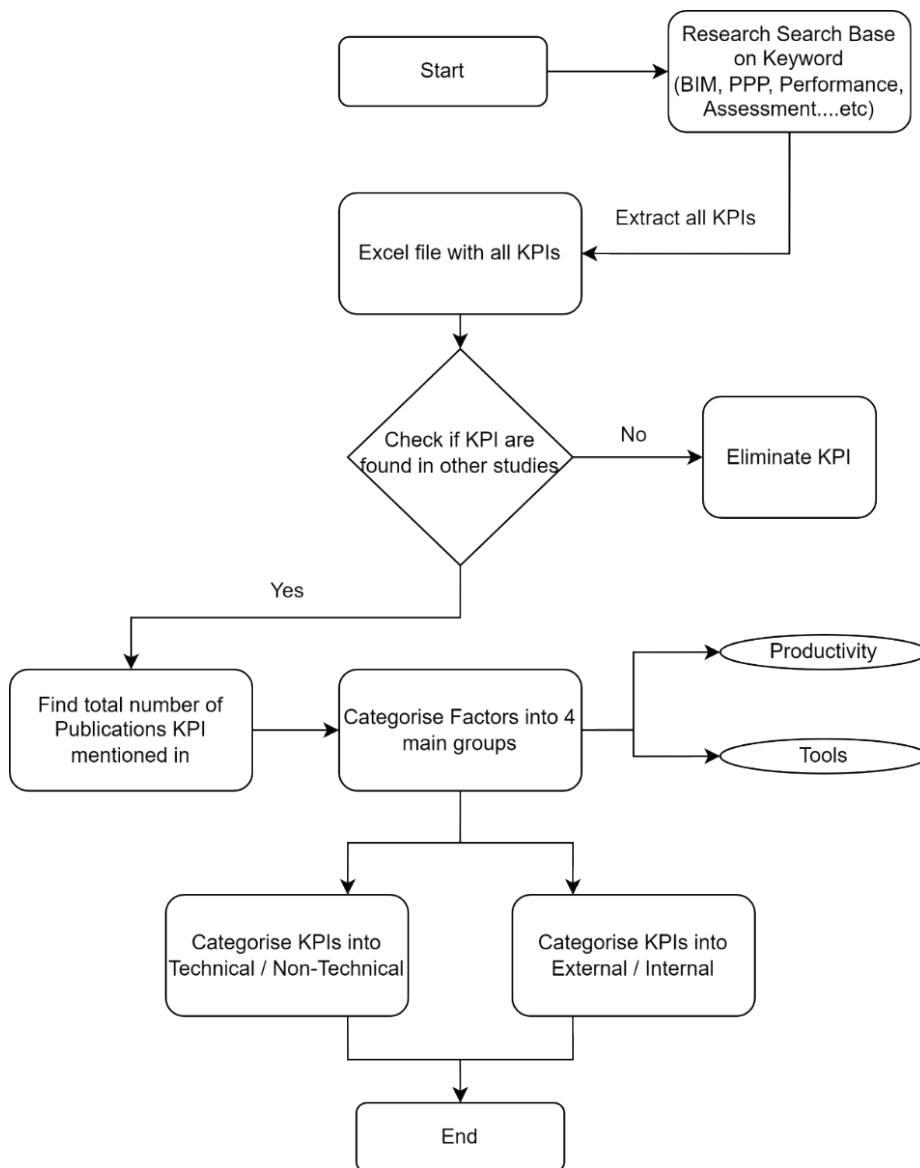 Start
Research Search Base
on Keyword
(BIM, PPP, Performance,
Assessment....etc)
Extract all KPIs
Excel file with all KPIs
Check if KPI are
found in other studies
No
Eliminate KPI
Yes
Find total number of
Publications KPI
mentioned in
Categorise Factors into 4
main groups
Productivity
Tools
Categorise KPIs into
Technical / Non-Technical
Categorise KPIs into
External / Internal
End